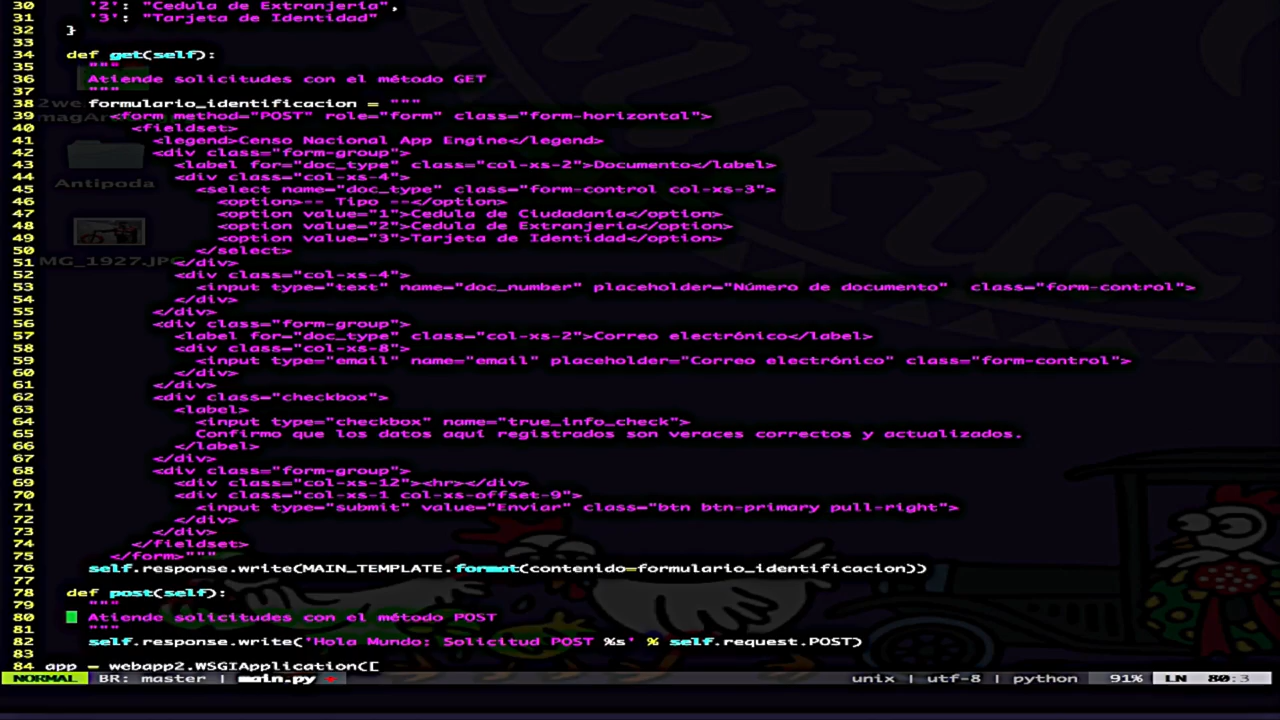 30 '2': "Cedula de Extranjeria",
31 '3': "Tarjeta de Identidad"
32 }
33
34 def get(self):
35 """
36 Atiende solicitudes con el método GET
37 """
38 formulario_identificacion = """
39 <form method="POST" role="form" class="form-horizontal">
40 <fieldset>
41 <legend>Censo Nacional App Engine</legend>
42 <div class="form-group">
43 <label for="doc_type" class="col-xs-2">Documento</label>
44 <div class="col-xs-4">
45 <select name="doc_type" class="form-control col-xs-3">
46 <option>-- Tipo --</option>
47 <option value="1">Cedula de Ciudadania</option>
48 <option value="2">Cedula de Extranjeria</option>
49 <option value="3">Tarjeta de Identidad</option>
50 </select>
51 </div>
52 <div class="col-xs-4">
53 <input type="text" name="doc_number" placeholder="Número de documento"  class="form-control">
54 </div>
55 </div>
56 <div class="form-group">
57 <label for="doc_type" class="col-xs-2">Correo electrónico</label>
58 <div class="col-xs-8">
59 <input type="email" name="email" placeholder="Correo electrónico" class="form-control">
60 </div>
61 </div>
62 <div class="checkbox">
63 <label>
64 <input type="checkbox" name="true_info_check">
65 Confirmo que los datos aquí registrados son veraces correctos y actualizados.
66 </label>
67 </div>
68 <div class="form-group">
69 <div class="col-xs-12"><hr></div>
70 <div class="col-xs-1 col-xs-offset-9">
71 <input type="submit" value="Enviar" class="btn btn-primary pull-right">
72 </div>
73 </div>
74 </fieldset>
75 </form>"""
76 self.response.write(MAIN_TEMPLATE.format(contenido=formulario_identificacion))
77
78 def post(self):
79 """
80 Atiende solicitudes con el método POST
81 """
82 self.response.write('Hola Mundo: Solicitud POST %s' % self.request.POST)
83
84 app = webapp2.WSGIApplication([
NORMAL BR: master | main.py unix | utf-8 | python 91% LN 80:3
Antipoda
MG_1927.JPG